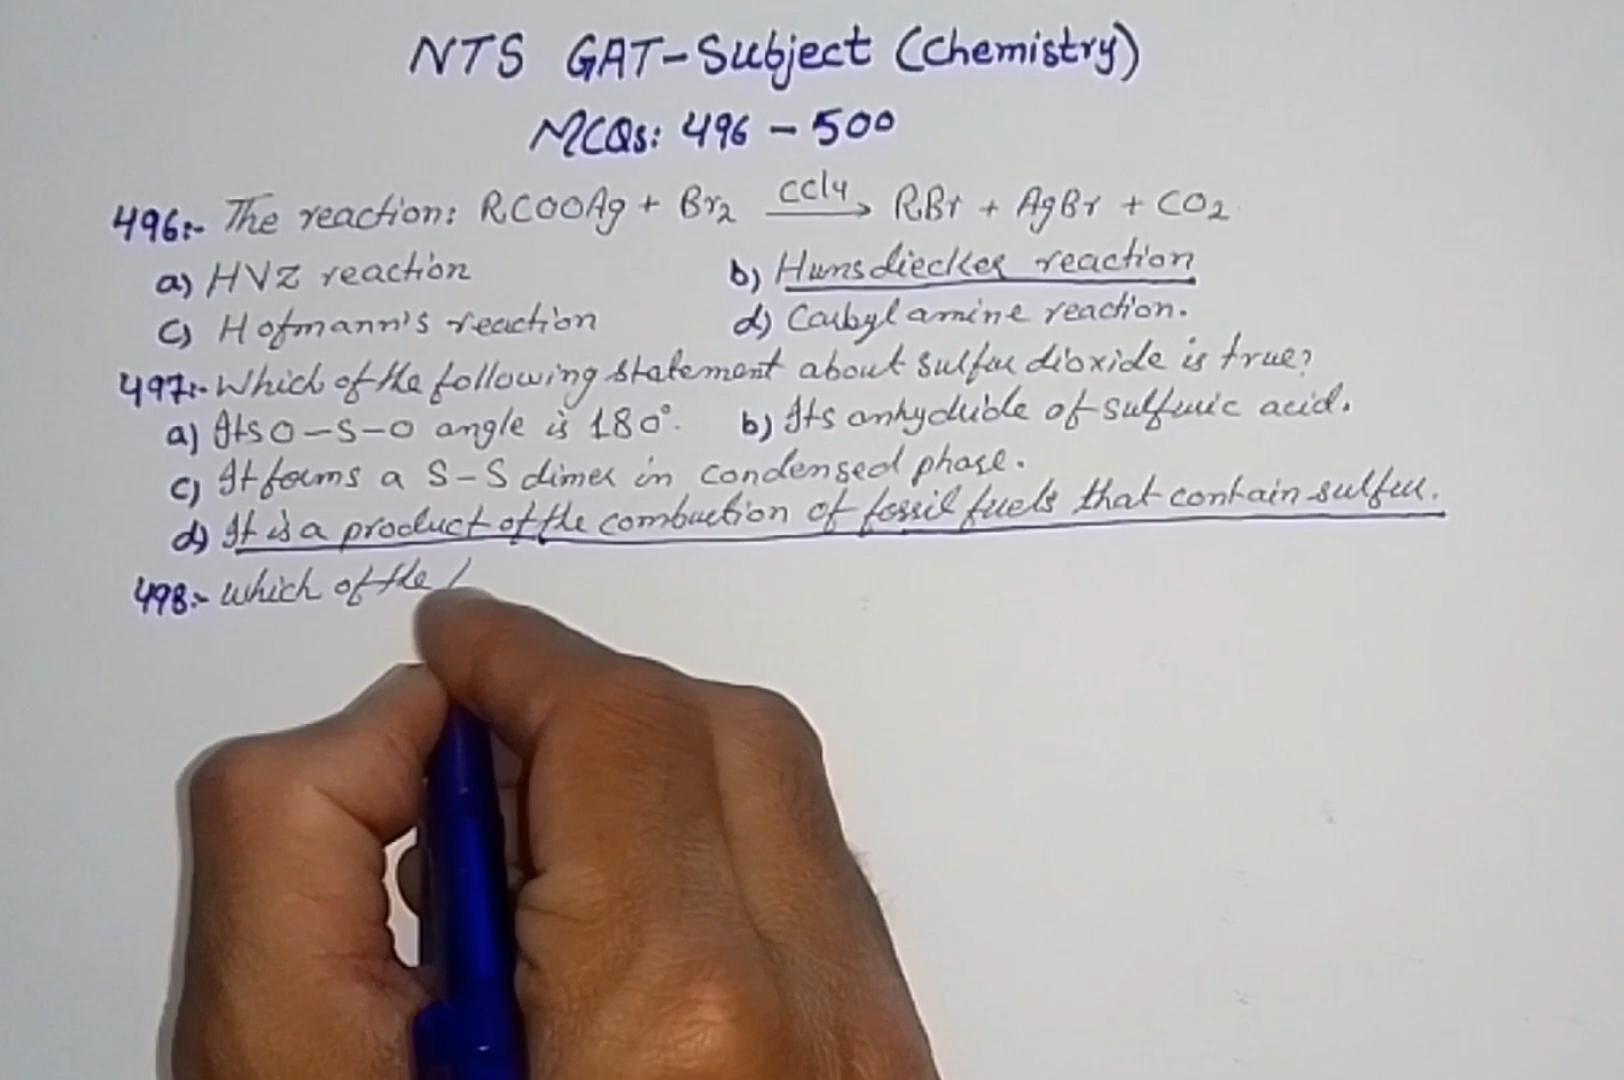 NTS GAT-Subject (Chemistry)
MCQs: 496 - 500
496:- The reaction: RCOOAg + Br2 CCl4→ RBr + AgBr + CO2
a) HVZ reaction b) Hunsdiecker reaction
c) Hofmann's reaction d) Carbylamine reaction.
497:- Which of the following statement about sulfur dioxide is true?
a) Its O-S-O angle is 180°. b) Its anhydride of sulfuric acid.
c) It forms a S-S dimer in condensed phase.
d) It is a product of the combustion of fossil fuels that contain sulfur.
498:- Which of the